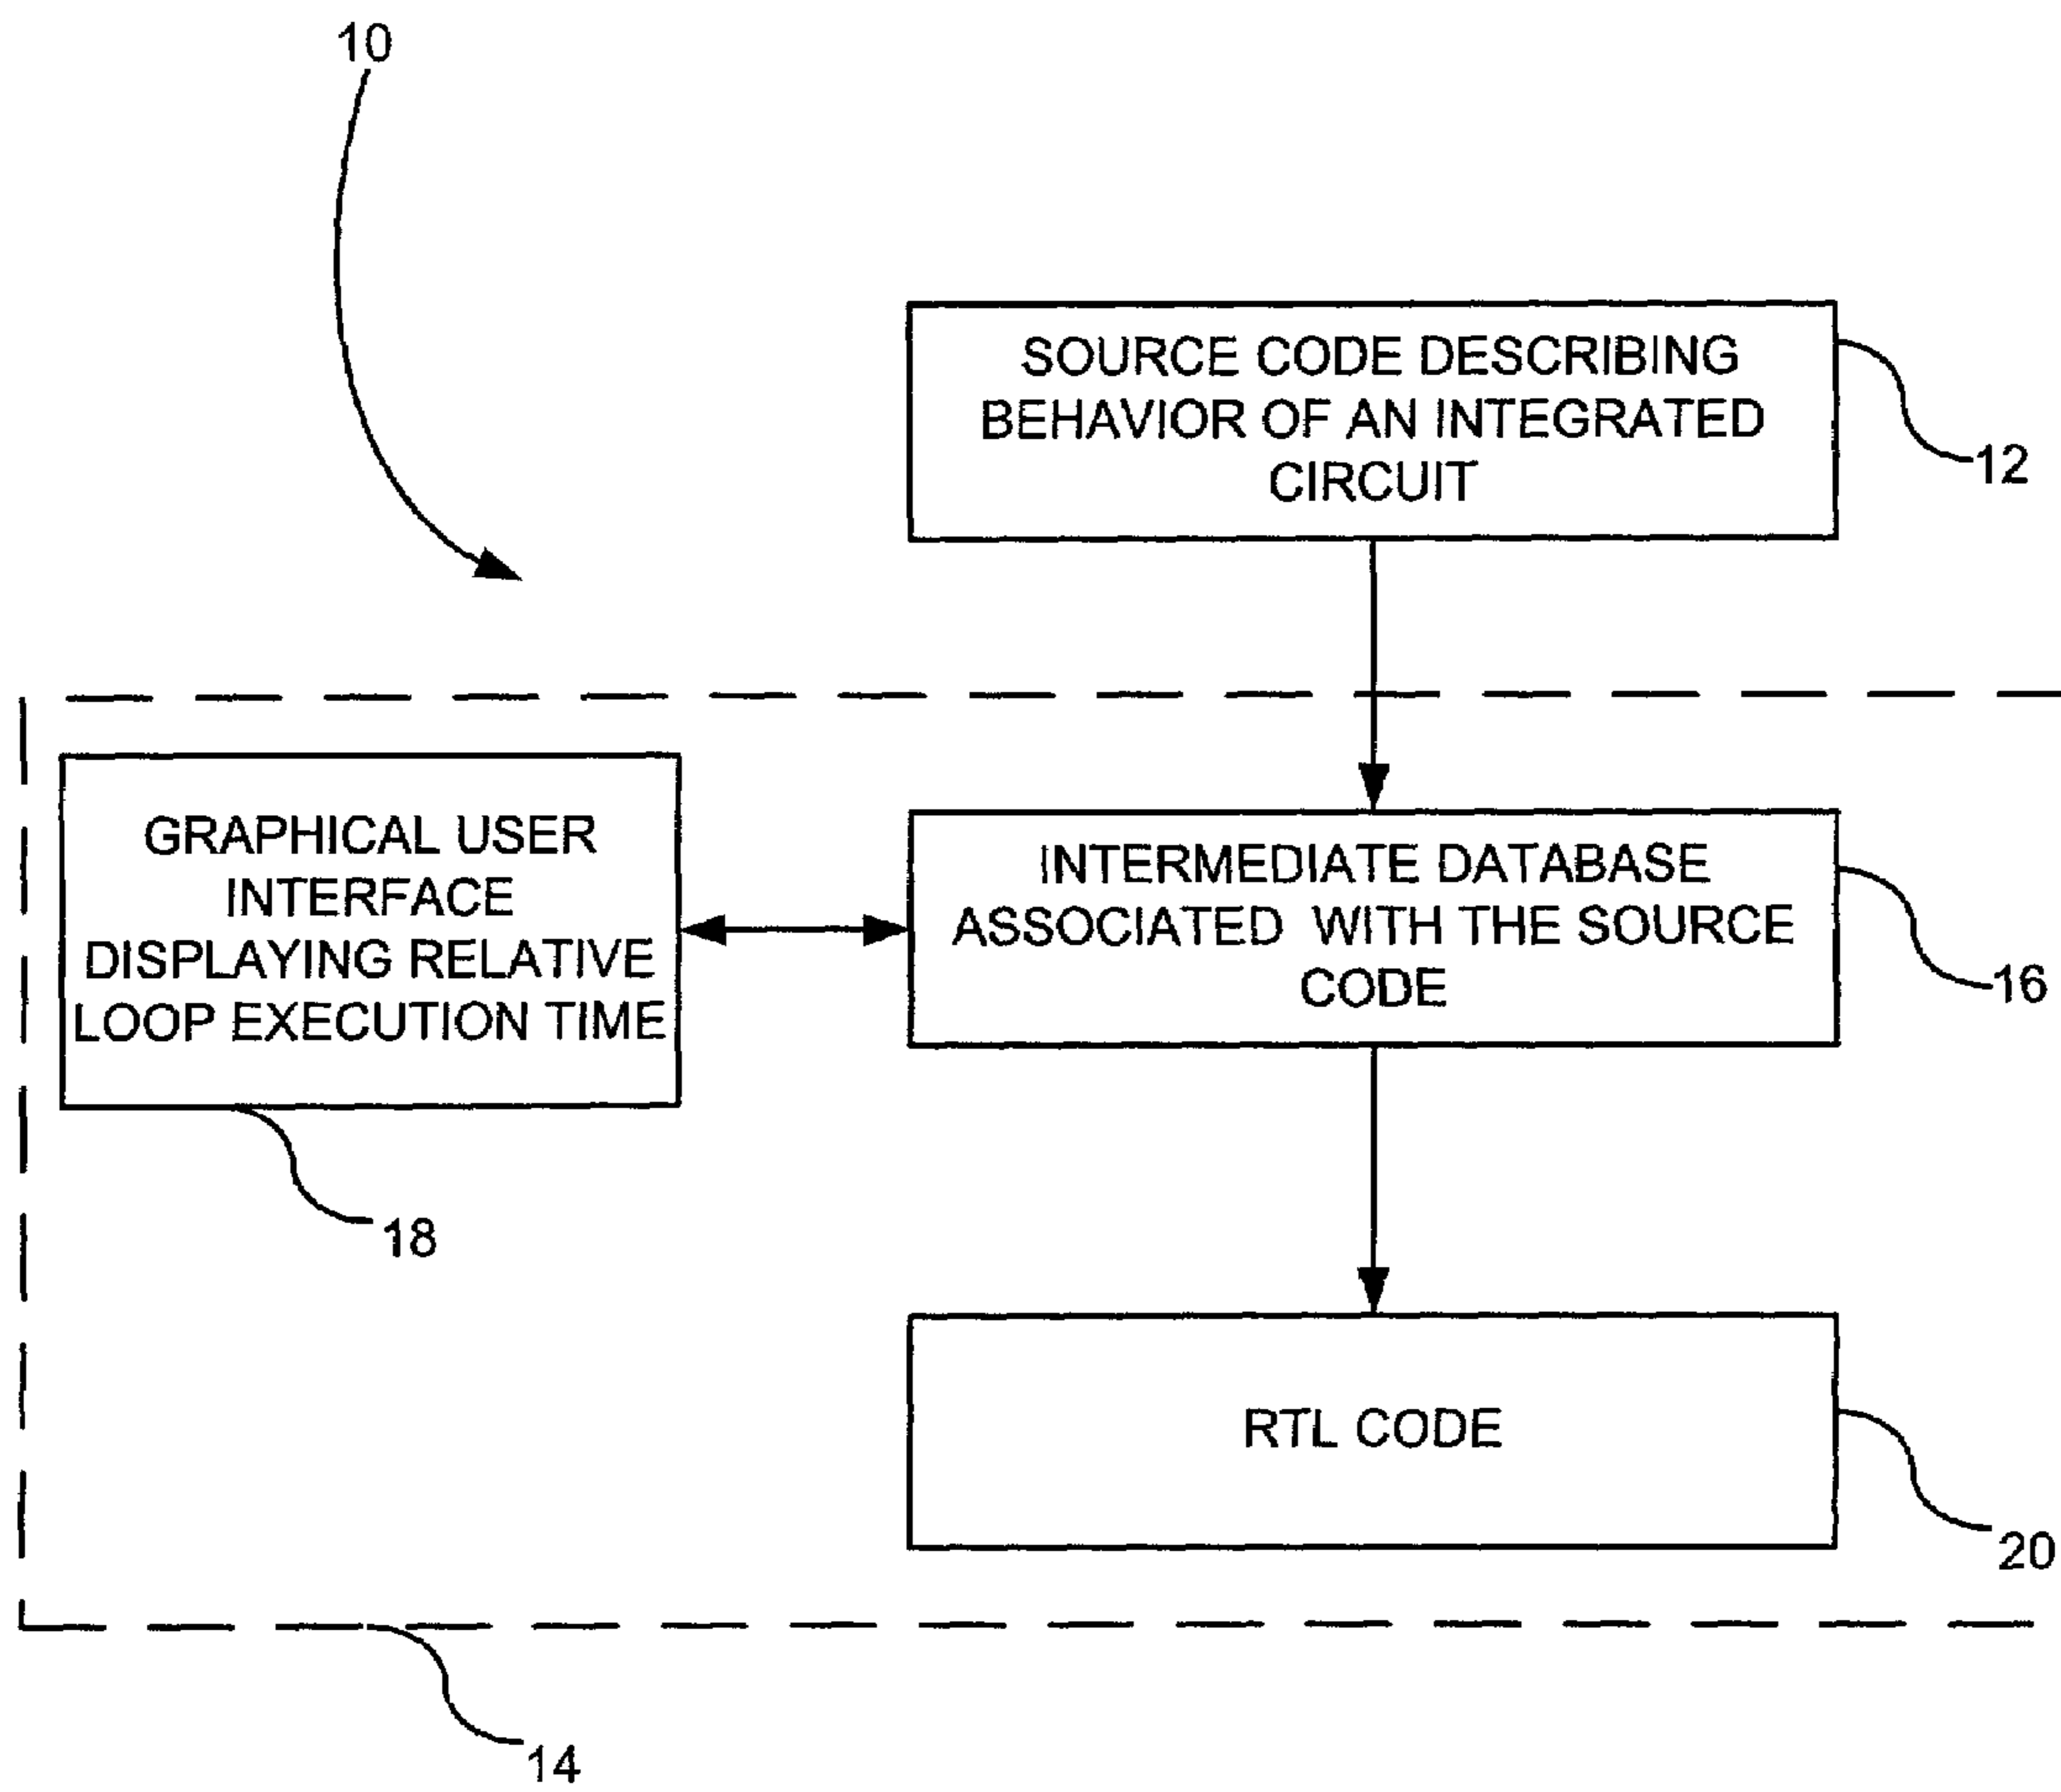 10
SOURCE CODE DESCRIBING
BEHAVIOR OF AN INTEGRATED
CIRCUIT
12
GRAPHICAL USER
INTERFACE
DISPLAYING RELATIVE
LOOP EXECUTION TIME
18
INTERMEDIATE DATABASE
ASSOCIATED WITH THE SOURCE
CODE
16
RTL CODE
20
14